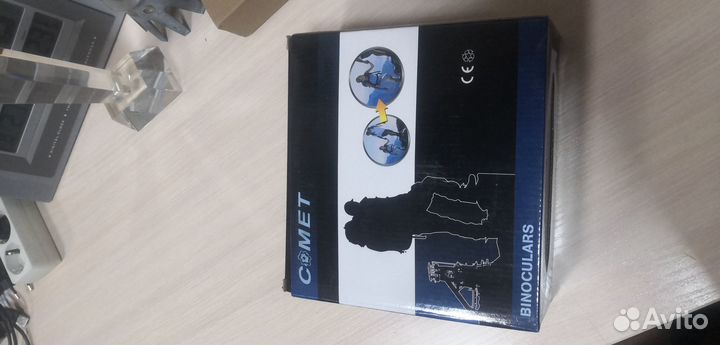 COMET
CE
BINOCULARS
Avito